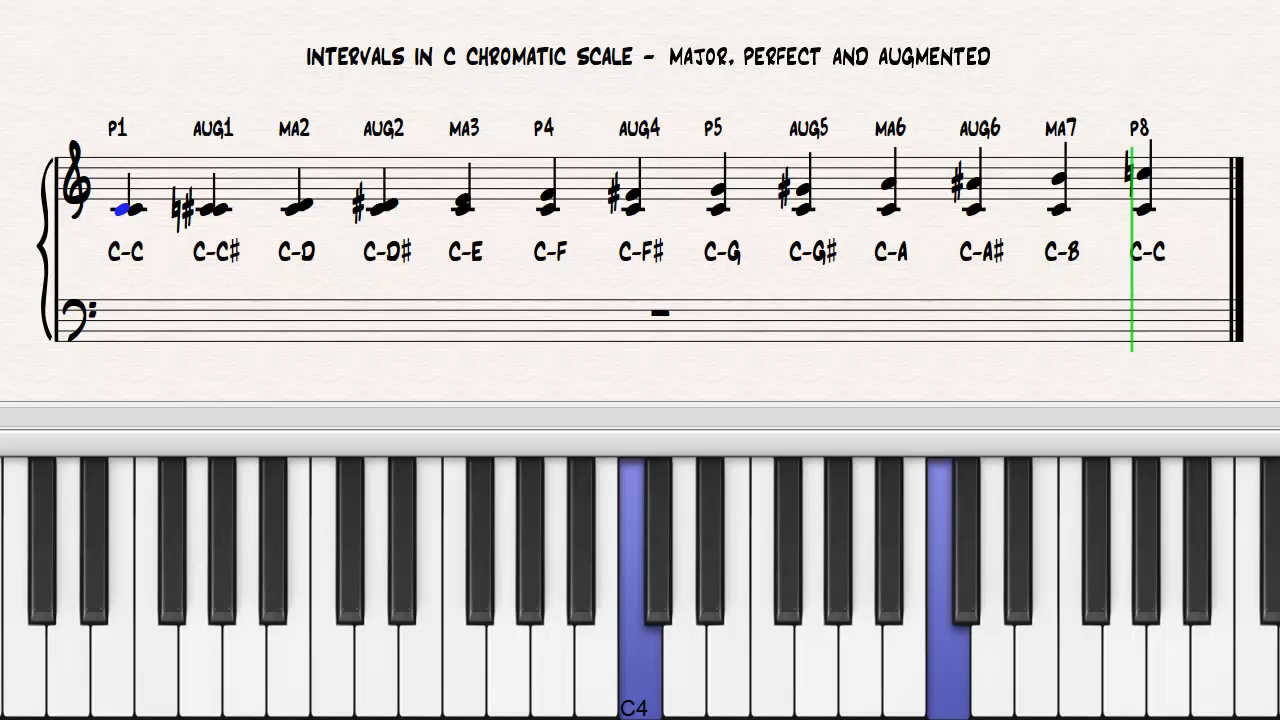 INTERVALS IN C CHROMATIC SCALE - MAJOR, PERFECT AND AUGMENTED
P1 AUG1 MA2 AUG2 MA3 P4 AUG4 P5 AUG5 MA6 AUG6 MA7 P8
C-C C-C# C-D C-D# C-E C-F C-F# C-G C-G# C-A C-A# C-B C-C
C4